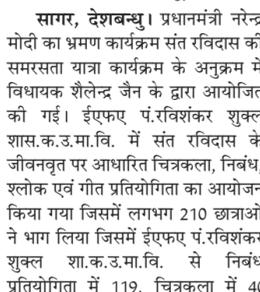 सागर, देशबन्धु। प्रधानमंत्री नरेन्द्र
मोदी का भ्रमण कार्यक्रम संत रविदास की
समरसता यात्रा कार्यक्रम के अनुक्रम में
विधायक शैलेन्द्र जैन के द्वारा आयोजित
की गई। ईएफए पं.रविशंकर शुक्ल
शास.क.उ.मा.वि. में संत रविदास के
जीवनवृत पर आधारित चित्रकला, निबंध,
श्लोक एवं गीत प्रतियोगिता का आयोजन
किया गया जिसमें लगभग 210 छात्राओं
ने भाग लिया जिसमें ईएफए पं.रविशंकर
शुक्ल शा.क.उ.मा.वि. से निबंध
प्रतियोगिता में 119, चित्रकला में 40